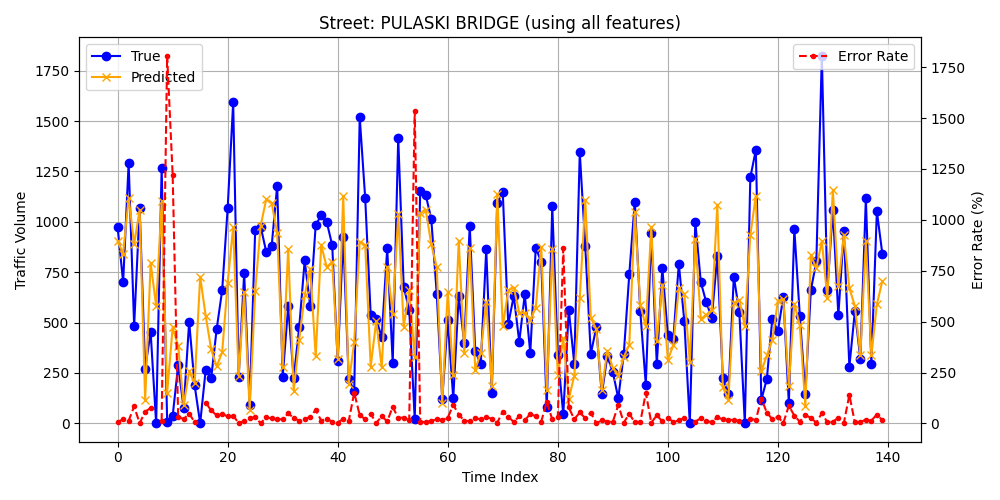 Street: PULASKI BRIDGE (using all features)
True
Predicted
Error Rate
1750
1500
1250
1000
750
500
250
0
Traffic Volume
1750
1500
1250
1000
750
500
250
0
Error Rate (%)
0 20 40 60 80 100 120 140
Time Index